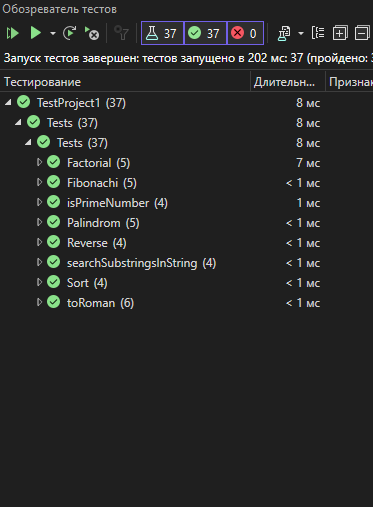 Обозреватель тестов
37 37 0
Запуск тестов завершен: тестов запущено в 202 мс: 37 (пройдено:
Тестирование Длительн... Признак
TestProject1 (37) 8 мс
Tests (37) 8 мс
Tests (37) 8 мс
Factorial (5) 7 мс
Fibonachi (5) < 1 мс
isPrimeNumber (4) 1 мс
Palindrom (5) < 1 мс
Reverse (4) < 1 мс
searchSubstringsInString (4) < 1 мс
Sort (4) < 1 мс
toRoman (6) < 1 мс